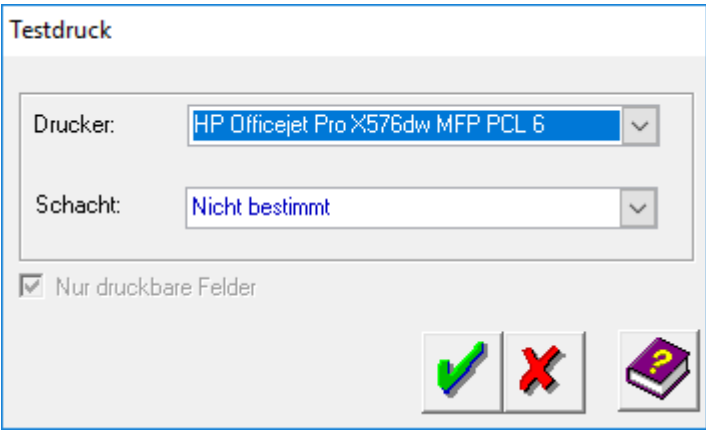 Testdruck
Drucker: HP Officejet Pro X576dw MFP PCL 6
Schacht: Nicht bestimmt
Nur druckbare Felder
?